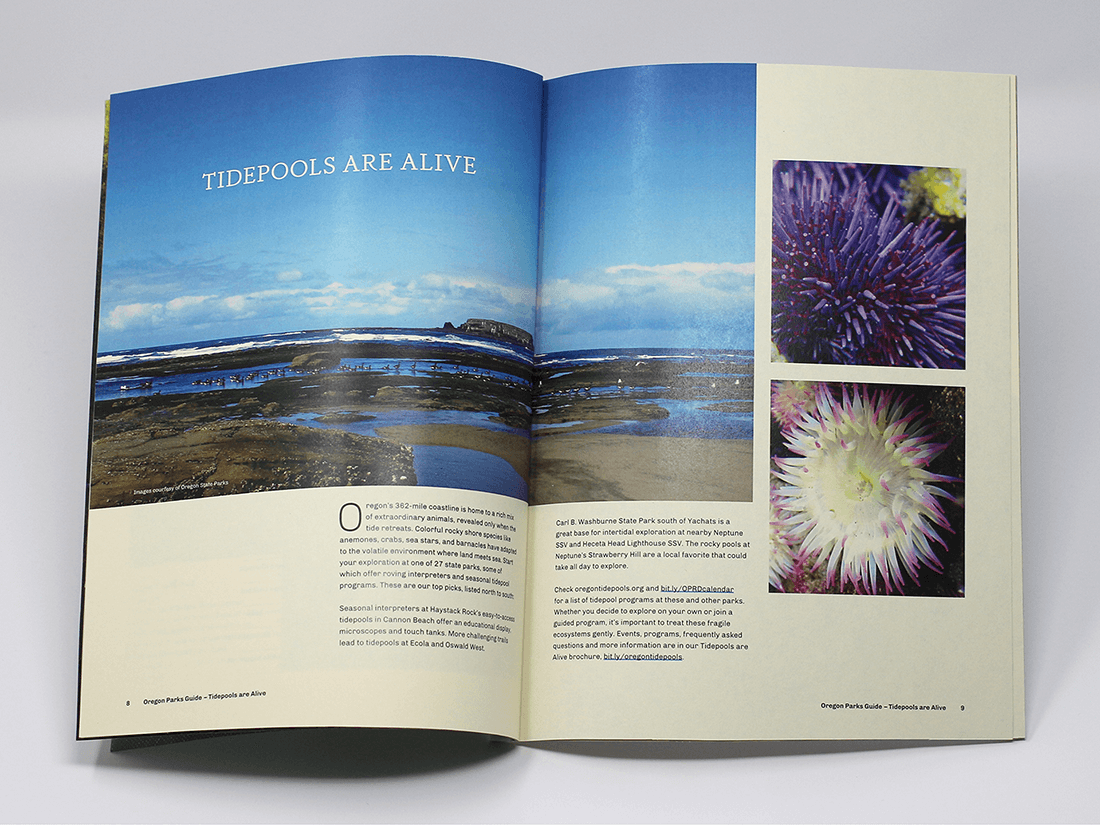 TIDEPOOLS ARE ALIVE
Images courtesy of Oregon State Parks
Oregon's 362-mile coastline is home to a rich mix
of extraordinary animals, revealed only when the
tide retreats. Colorful rocky shore species like
anemones, crabs, sea stars, and barnacles have adapted
to the volatile environment where land meets sea. Start
your exploration at one of 27 state parks, some of
which offer roving interpreters and seasonal tidepool
programs. These are our top picks, listed north to south:
Seasonal interpreters at Haystack Rock's easy-to-access
tidepools in Cannon Beach offer an educational display,
microscopes and touch tanks. More challenging trails
lead to tidepools at Ecola and Oswald West.
8 Oregon Parks Guide – Tidepools are Alive
Carl B. Washburne State Park south of Yachats is a
great base for intertidal exploration at nearby Neptune
SSV and Heceta Head Lighthouse SSV. The rocky pools at
Neptune's Strawberry Hill are a local favorite that could
take all day to explore.
Check oregontidepools.org and bit.ly/OPRDcalendar
for a list of tidepool programs at these and other parks.
Whether you decide to explore on your own or join a
guided program, it's important to treat these fragile
ecosystems gently. Events, programs, frequently asked
questions and more information are in our Tidepools are
Alive brochure, bit.ly/oregontidepools.
Oregon Parks Guide – Tidepools are Alive 9